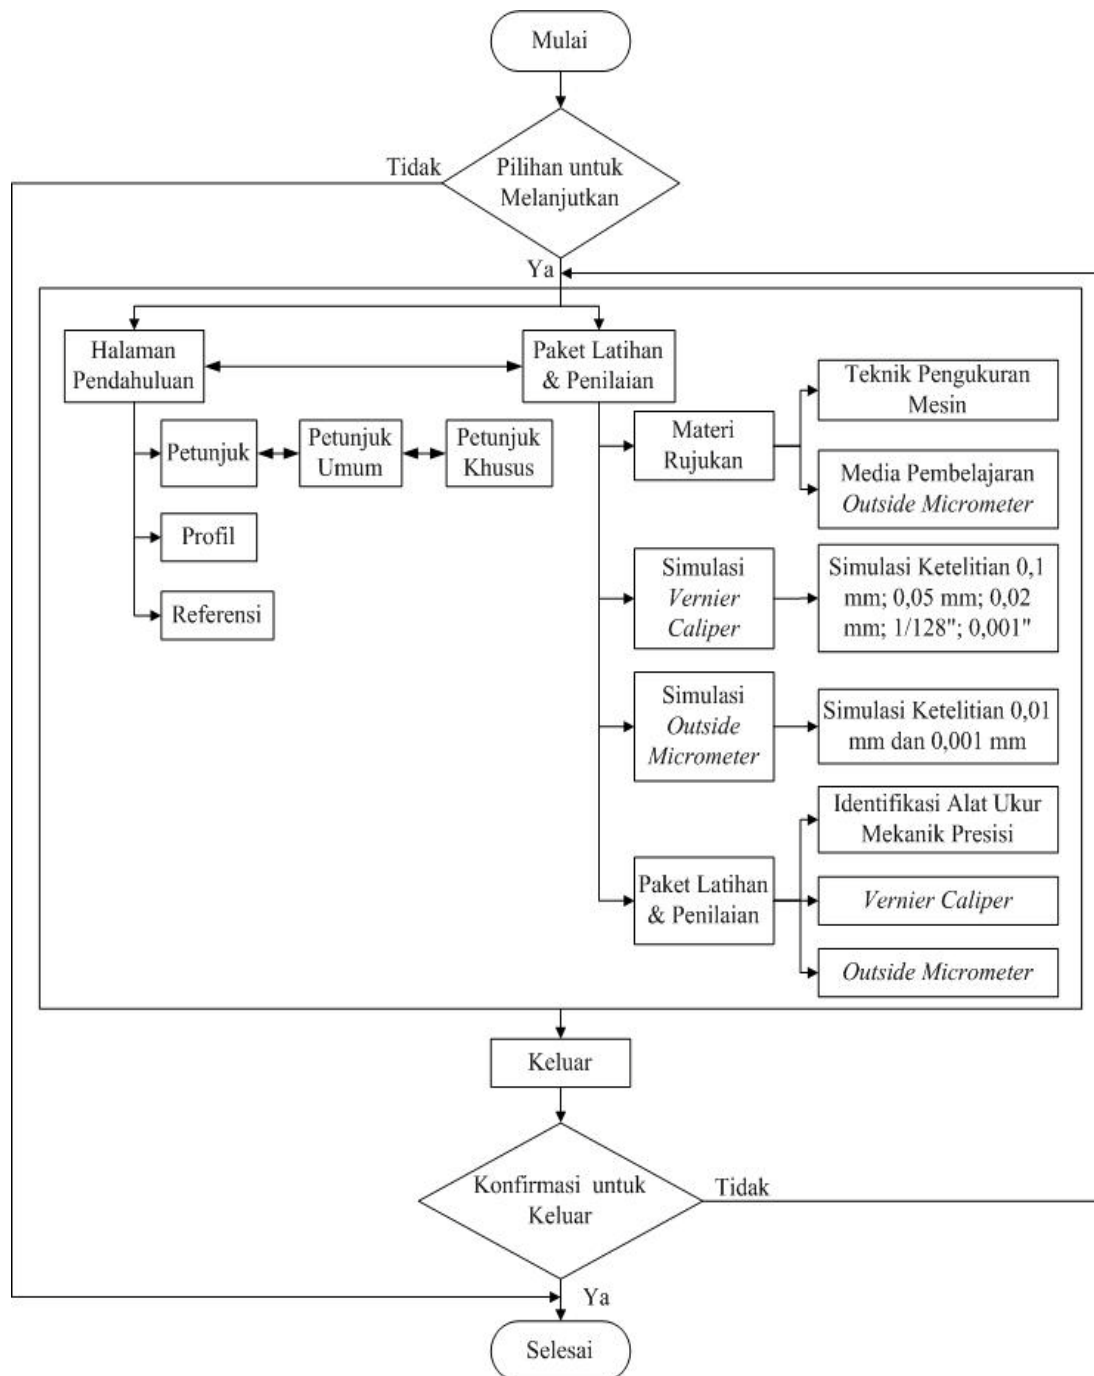 Mulai
Tidak
Pilihan untuk
Melanjutkan
Ya
Halaman
Pendahuluan
Paket Latihan
& Penilaian
Petunjuk
Petunjuk
Umum
Petunjuk
Khusus
Profil
Referensi
Materi
Rujukan
Teknik Pengukuran
Mesin
Media Pembelajaran
Outside Micrometer
Simulasi
Vernier
Caliper
Simulasi Ketelitian 0,1
mm; 0,05 mm; 0,02
mm; 1/128"; 0,001"
Simulasi
Outside
Micrometer
Simulasi Ketelitian 0,01
mm dan 0,001 mm
Paket Latihan
& Penilaian
Identifikasi Alat Ukur
Mekanik Presisi
Vernier Caliper
Outside Micrometer
Keluar
Konfirmasi untuk
Keluar
Tidak
Ya
Selesai